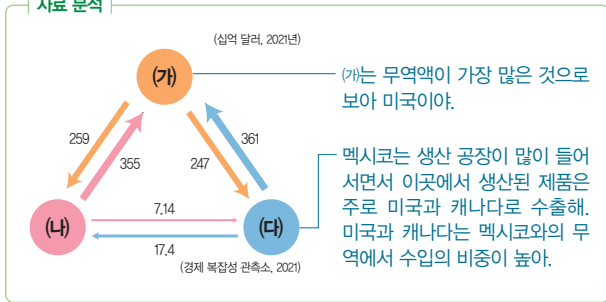 자료 분석
(십억 달러, 2021년)
(가)
㈎는 무역액이 가장 많은 것으로
보아 미국이야.
259
355
247
361
멕시코는 생산 공장이 많이 들어
서면서 이곳에서 생산된 제품은
주로 미국과 캐나다로 수출해.
미국과 캐나다는 멕시코와의 무
역에서 수입의 비중이 높아.
7.14
(나)
(다)
17.4
(경제 복잡성 관측소, 2021)